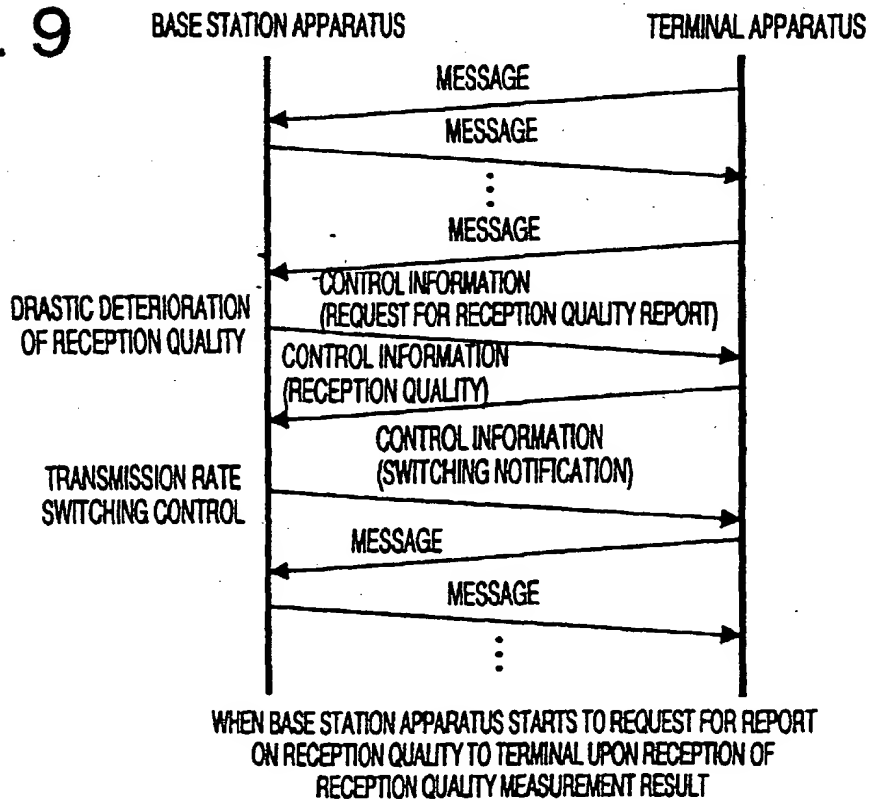 . 9
BASE STATION APPARATUS
TERMINAL APPARATUS
MESSAGE
MESSAGE
MESSAGE
CONTROL INFORMATION
(REQUEST FOR RECEPTION QUALITY REPORT)
DRASTIC DETERIORATION
OF RECEPTION QUALITY
CONTROL INFORMATION
(RECEPTION QUALITY)
CONTROL INFORMATION
(SWITCHING NOTIFICATION)
TRANSMISSION RATE
SWITCHING CONTROL
MESSAGE
MESSAGE
WHEN BASE STATION APPARATUS STARTS TO REQUEST FOR REPORT
ON RECEPTION QUALITY TO TERMINAL UPON RECEPTION OF
RECEPTION QUALITY MEASUREMENT RESULT